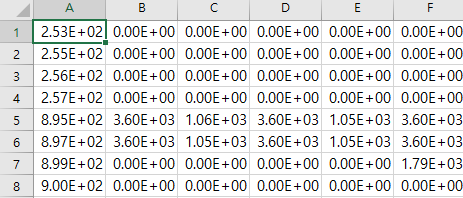 A B C D E F
1 2.53E+02 0.00E+00 0.00E+00 0.00E+00 0.00E+00 0.00E+00
2 2.55E+02 0.00E+00 0.00E+00 0.00E+00 0.00E+00 0.00E+00
3 2.56E+02 0.00E+00 0.00E+00 0.00E+00 0.00E+00 0.00E+00
4 2.57E+02 0.00E+00 0.00E+00 0.00E+00 0.00E+00 0.00E+00
5 8.95E+02 3.60E+03 1.06E+03 3.60E+03 1.05E+03 3.60E+03
6 8.97E+02 3.60E+03 1.05E+03 3.60E+03 1.05E+03 3.60E+03
7 8.99E+02 0.00E+00 0.00E+00 0.00E+00 0.00E+00 1.79E+03
8 9.00E+02 0.00E+00 0.00E+00 0.00E+00 0.00E+00 0.00E+00